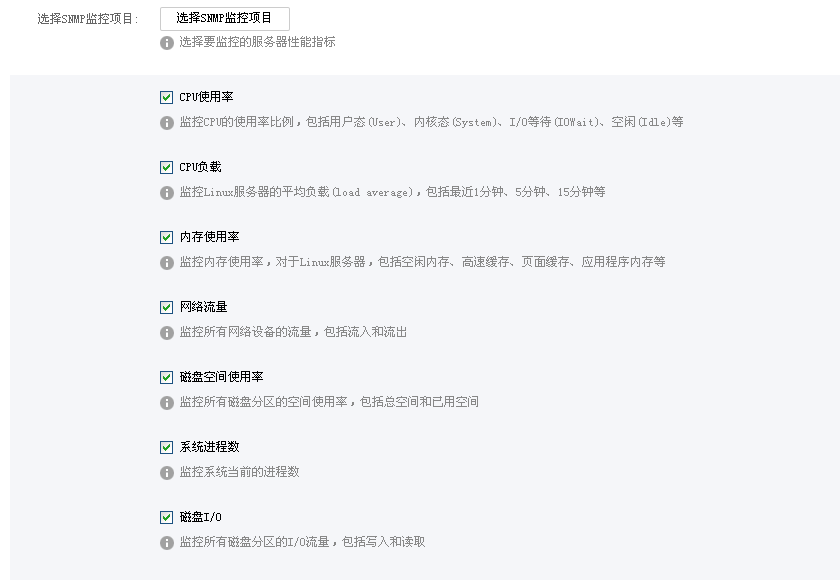 选择SNMP监控项目:
选择SNMP监控项目
选择要监控的服务器性能指标
CPU使用率
监控CPU的使用率比例，包括用户态(User)、内核态(System)、I/O等待(IOWait)、空闲(Idle)等
CPU负载
监控Linux服务器的平均负载(load average)，包括最近1分钟、5分钟、15分钟等
内存使用率
监控内存使用率，对于Linux服务器，包括空闲内存、高速缓存、页面缓存、应用程序内存等
网络流量
监控所有网络设备的流量，包括流入和流出
磁盘空间使用率
监控所有磁盘分区的空间使用率，包括总空间和已用空间
系统进程数
监控系统当前的进程数
磁盘I/O
监控所有磁盘分区的I/O流量，包括写入和读取